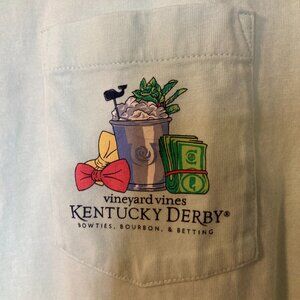 vineyard vines
KENTUCKY DERBY®
BOWTIES, BOURBON, & BETTING